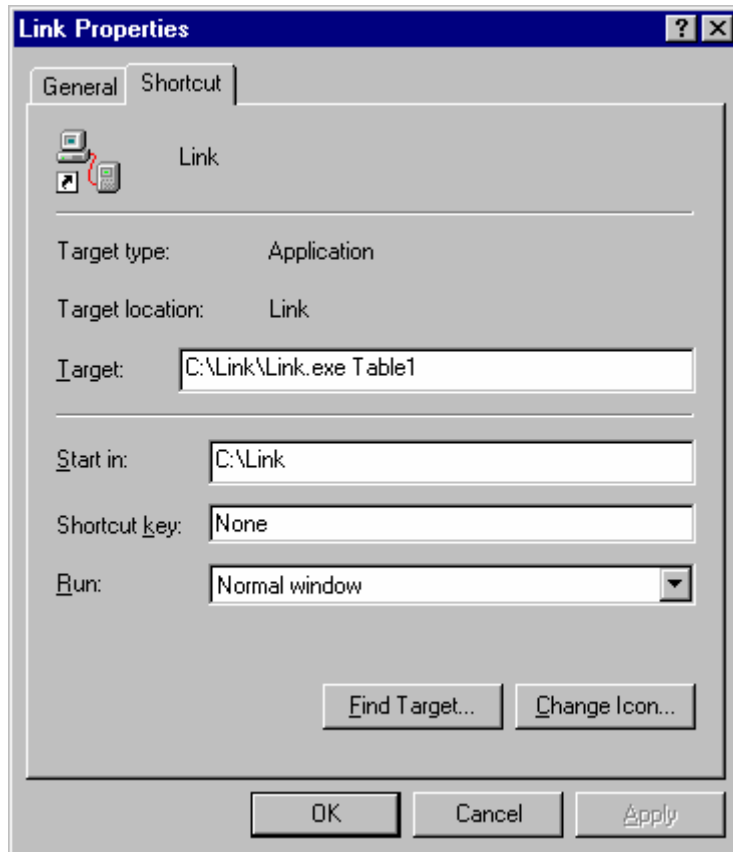 Link Properties
General Shortcut
Link
Target type: Application
Target location: Link
Target: C:\Link\Link.exe Table1
Start in: C:\Link
Shortcut key: None
Run: Normal window
Find Target... Change Icon...
OK Cancel Apply